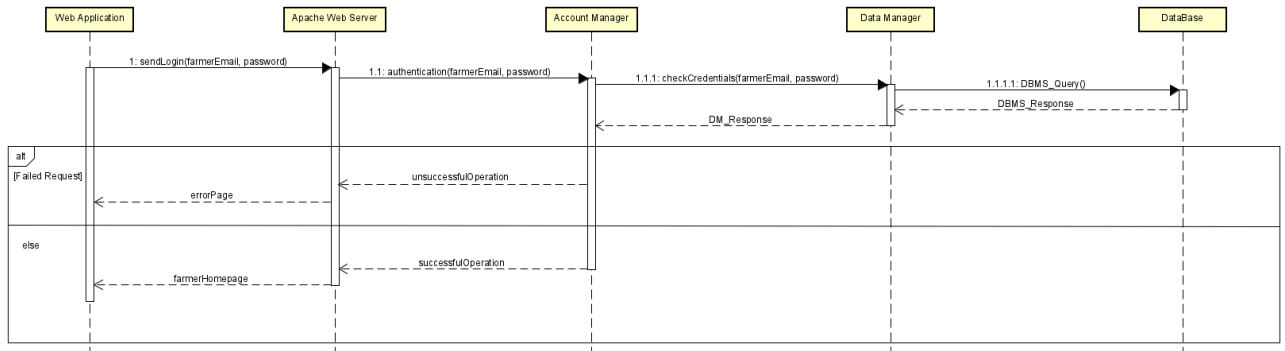 Web Application
Apache Web Server
Account Manager
Data Manager
DataBase
1: sendLogin(farmerEmail, password)
1.1: authentication(farmerEmail, password)
1.1.1: checkCredentials(farmerEmail, password)
1.1.1.1: DBMS_Query()
DBMS_Response
DM_Response
alt
[Failed Request]
unsuccessfulOperation
errorPage
else
successfulOperation
farmerHomepage